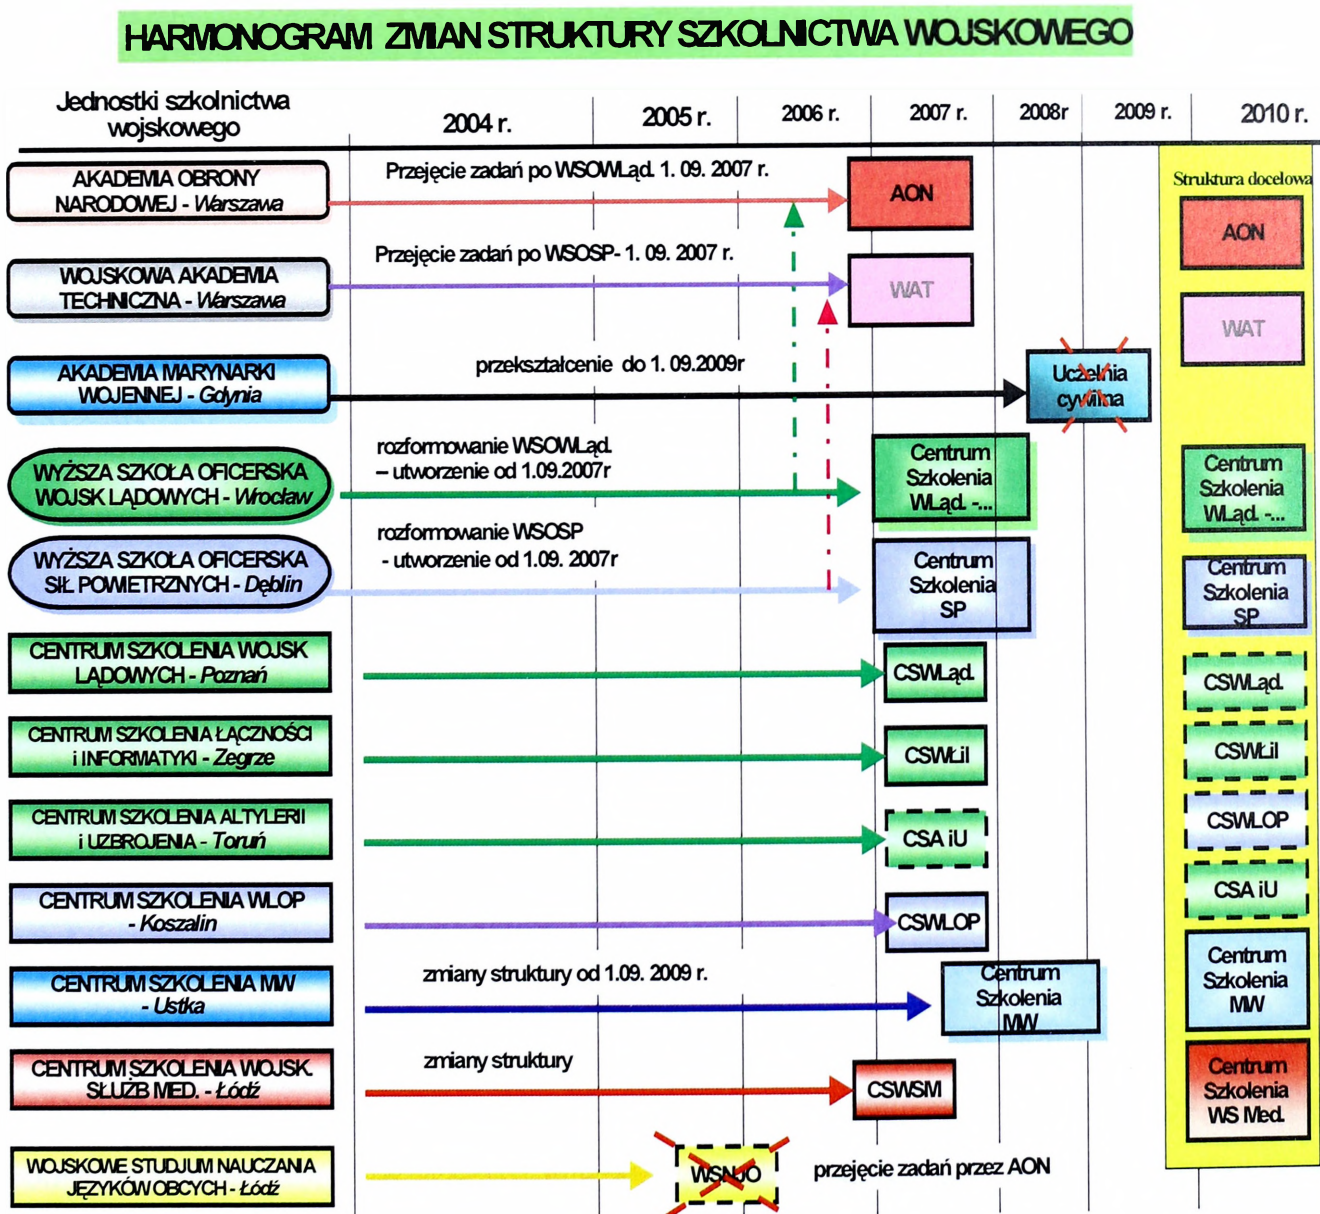 HARMONOGRAM ZMIAN STRUKTURY SZKOLNICTWA WOJSKOWEGO
Jednostki szkolnictwa
wojskowego
2004 r.
2005 r.
2006 r.
2007 r.
2008r
2009 r.
2010 r.
AKADEMIA OBRONY
NARODOWEJ - Warszawa
Przejęcie zadań po WSOWLąd. 1. 09. 2007 r.
AON
Struktura docelowa
AON
WOJSKOWA AKADEMIA
TECHNICZNA - Warszawa
Przejęcie zadań po WSOSP- 1. 09. 2007 r.
WAT
WAT
AKADEMIA MARYNARKI
WOJENNEJ - Gdynia
przekształcenie do 1. 09.2009r
Uczelnia
cywilna
WYŻSZA SZKOŁA OFICERSKA
WOJSK LĄDOWYCH - Wrocław
rozformowanie WSOWLąd.
– utworzenie od 1.09.2007r
Centrum
Szkolenia
WLąd. -...
Centrum
Szkolenia
WLąd. -...
WYŻSZA SZKOŁA OFICERSKA
SIŁ POWIETRZNYCH - Dęblin
rozformowanie WSOSP
- utworzenie od 1.09. 2007r
Centrum
Szkolenia
SP
Centrum
Szkolenia
SP
CENTRUM SZKOLENIA WOJSK
LĄDOWYCH - Poznań
CSWLąd.
CSWLąd.
CENTRUM SZKOLENIA ŁĄCZNOŚCI
i INFORMATYKI - Zegrze
CSWŁiI
CSWŁiI
CENTRUM SZKOLENIA ALTYLERII
i UZBROJENIA - Toruń
CSA iU
CSWLOP
CENTRUM SZKOLENIA WLOP
- Koszalin
CSWLOP
CSA iU
CENTRUM SZKOLENIA MW
- Ustka
zmiany struktury od 1.09. 2009 r.
Centrum
Szkolenia
MW
Centrum
Szkolenia
MW
CENTRUM SZKOLENIA WOJSK.
SŁUŻB MED. - Łódź
zmiany struktury
CSWSM
Centrum
Szkolenia
WS Med.
WOJSKOWE STUDJUM NAUCZANIA
JĘZYKÓW OBCYCH - Łódź
WSNJO
przejęcie zadań przez AON